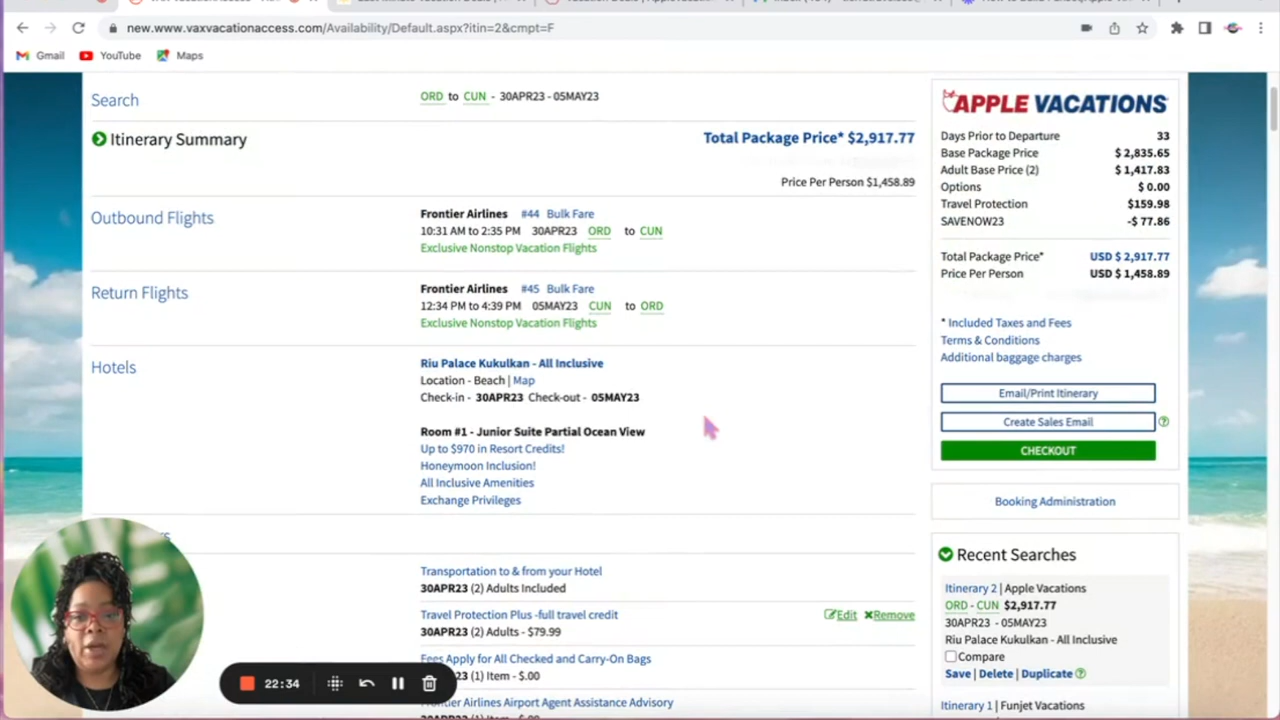 new.www.vaxvacationaccess.com/Availability/Default.aspx?itin=2&cmpt=F
Gmail YouTube Maps
Search
ORD to CUN - 30APR23 - 05MAY23
Itinerary Summary
Total Package Price* $2,917.77
Price Per Person $1,458.89
Outbound Flights
Frontier Airlines #44 Bulk Fare
10:31 AM to 2:35 PM 30APR23 ORD to CUN
Exclusive Nonstop Vacation Flights
Return Flights
Frontier Airlines #45 Bulk Fare
12:34 PM to 4:39 PM 05MAY23 CUN to ORD
Exclusive Nonstop Vacation Flights
Hotels
Riu Palace Kukulkan - All Inclusive
Location - Beach | Map
Check-in - 30APR23 Check-out - 05MAY23
Room #1 - Junior Suite Partial Ocean View
Up to $970 in Resort Credits!
Honeymoon Inclusion!
All Inclusive Amenities
Exchange Privileges
Transportation to & from your Hotel
30APR23 (2) Adults Included
Travel Protection Plus -full travel credit
Edit Remove
30APR23 (2) Adults - $79.99
Fees Apply for All Checked and Carry-On Bags
23 (1) Item - $.00
Airlines Airport Agent Assistance Advisory
22:34
APPLE VACATIONS
Days Prior to Departure 33
Base Package Price $ 2,835.65
Adult Base Price (2) $ 1,417.83
Options $ 0.00
Travel Protection $159.98
SAVENOW23 -$ 77.86
Total Package Price* USD $ 2,917.77
Price Per Person USD $ 1,458.89
* Included Taxes and Fees
Terms & Conditions
Additional baggage charges
Email/Print Itinerary
Create Sales Email
CHECKOUT
Booking Administration
Recent Searches
Itinerary 2 | Apple Vacations
ORD - CUN $2,917.77
30APR23 - 05MAY23
Riu Palace Kukulkan - All Inclusive
Compare
Save | Delete | Duplicate
Itinerary 1 | Funjet Vacations